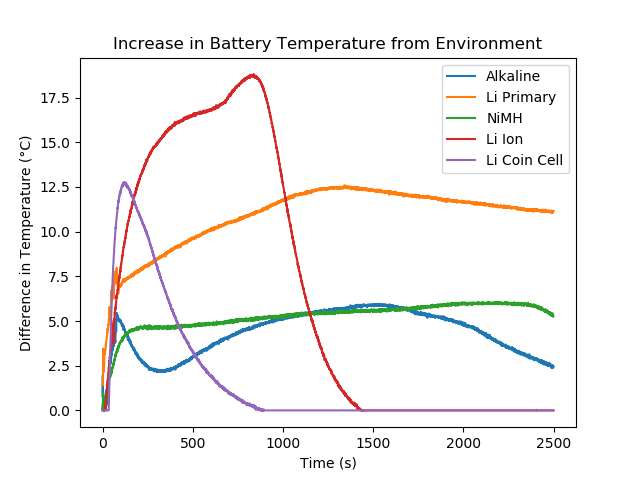 Increase in Battery Temperature from Environment
Difference in Temperature (°C)
17.5
15.0
12.5
10.0
7.5
5.0
2.5
0.0
Alkaline
Li Primary
NiMH
Li Ion
Li Coin Cell
0 500 1000 1500 2000 2500
Time (s)